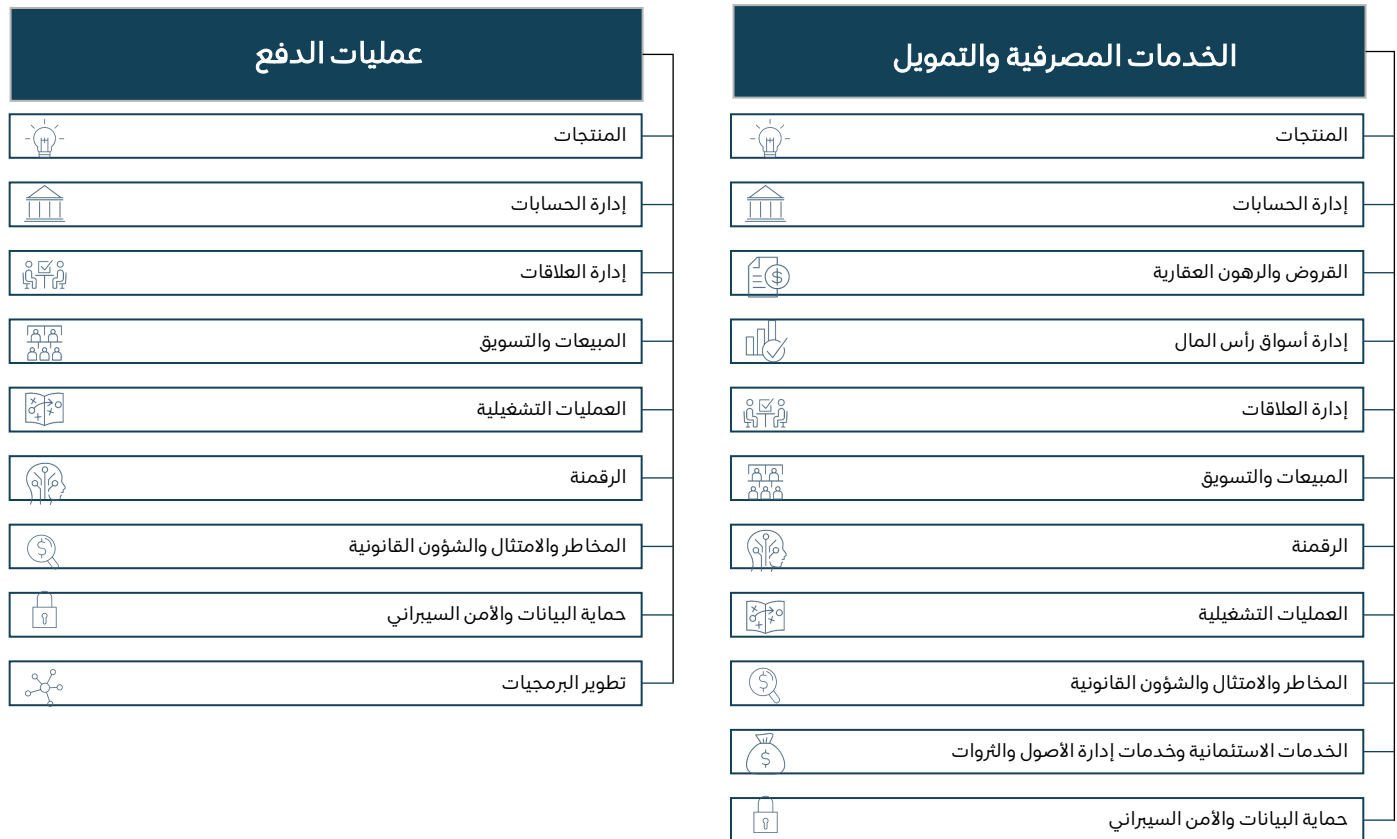 الخدمات المصرفية والتمويل
المنتجات
إدارة الحسابات
القروض والرهون العقارية
إدارة أسواق رأس المال
إدارة العلاقات
المبيعات والتسويق
الرقمنة
العمليات التشغيلية
المخاطر والامتثال والشؤون القانونية
الخدمات الاستئمانية وخدمات إدارة الأصول والثروات
حماية البيانات والأمن السيبراني
عمليات الدفع
المنتجات
إدارة الحسابات
إدارة العلاقات
المبيعات والتسويق
العمليات التشغيلية
الرقمنة
المخاطر والامتثال والشؤون القانونية
حماية البيانات والأمن السيبراني
تطوير البرمجيات